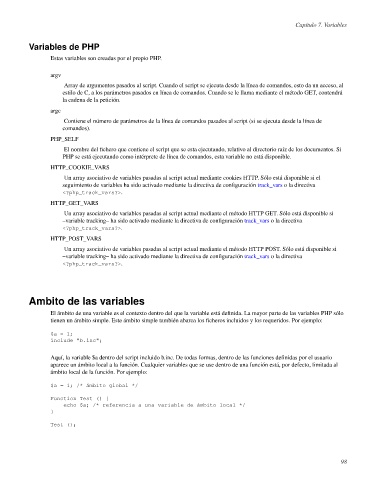 Capítulo 7. Variables
Variables de PHP
Estas variables son creadas por el propio PHP.
argv
Array de argumentos pasados al script. Cuando el script se ejecuta desde la línea de comandos, esto da un acceso, al
estilo de C, a los parámetros pasados en línea de comandos. Cuando se le llama mediante el método GET, contendrá
la cadena de la petición.
argc
Contiene el número de parámetros de la línea de comandos pasados al script (si se ejecuta desde la línea de
comandos).
PHP_SELF
El nombre del fichero que contiene el script que se esta ejecutando, relativo al directorio raíz de los documentos. Si
PHP se está ejecutando como intérprete de línea de comandos, esta variable no está disponible.
HTTP_COOKIE_VARS
Un array asociativo de variables pasadas al script actual mediante cookies HTTP. Sólo está disponible si el
seguimiento de variables ha sido activado mediante la directiva de configuración track_vars o la directiva
<?php_track_vars?>.
HTTP_GET_VARS
Un array asociativo de variables pasadas al script actual mediante el método HTTP GET. Sólo está disponible si
–variable tracking– ha sido activado mediante la directiva de configuración track_vars o la directiva
<?php_track_vars?>.
HTTP_POST_VARS
Un array asociativo de variables pasadas al script actual mediante el método HTTP POST. Sólo está disponible si
–variable tracking– ha sido activado mediante la directiva de configuración track_vars o la directiva
<?php_track_vars?>.
Ambito de las variables
El ámbito de una variable es el contexto dentro del que la variable está definida. La mayor parte de las variables PHP sólo
tienen un ámbito simple. Este ámbito simple también abarca los ficheros incluidos y los requeridos. Por ejemplo:
$a = 1;
include "b.inc";
Aquí, la variable $a dentro del script incluido b.inc. De todas formas, dentro de las funciones definidas por el usuario
aparece un ámbito local a la función. Cualquier variables que se use dentro de una función está, por defecto, limitada al
ámbito local de la función. Por ejemplo:
$a = 1; /* ámbito global */
Function Test () {
echo $a; /* referencia a una variable de ámbito local */
}
Test ();
98